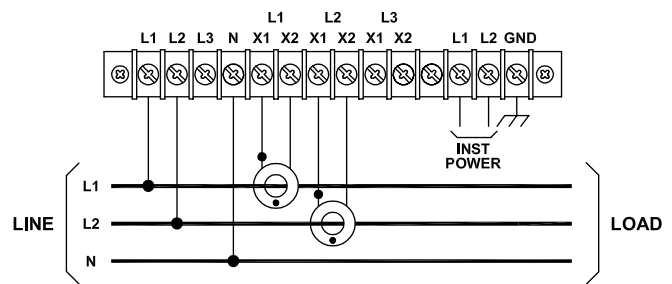 L1 L2 L3
L1 L2 L3 N X1 X2 X1 X2 X1 X2 L1 L2 GND
INST
POWER
L1
LINE L2 LOAD
N